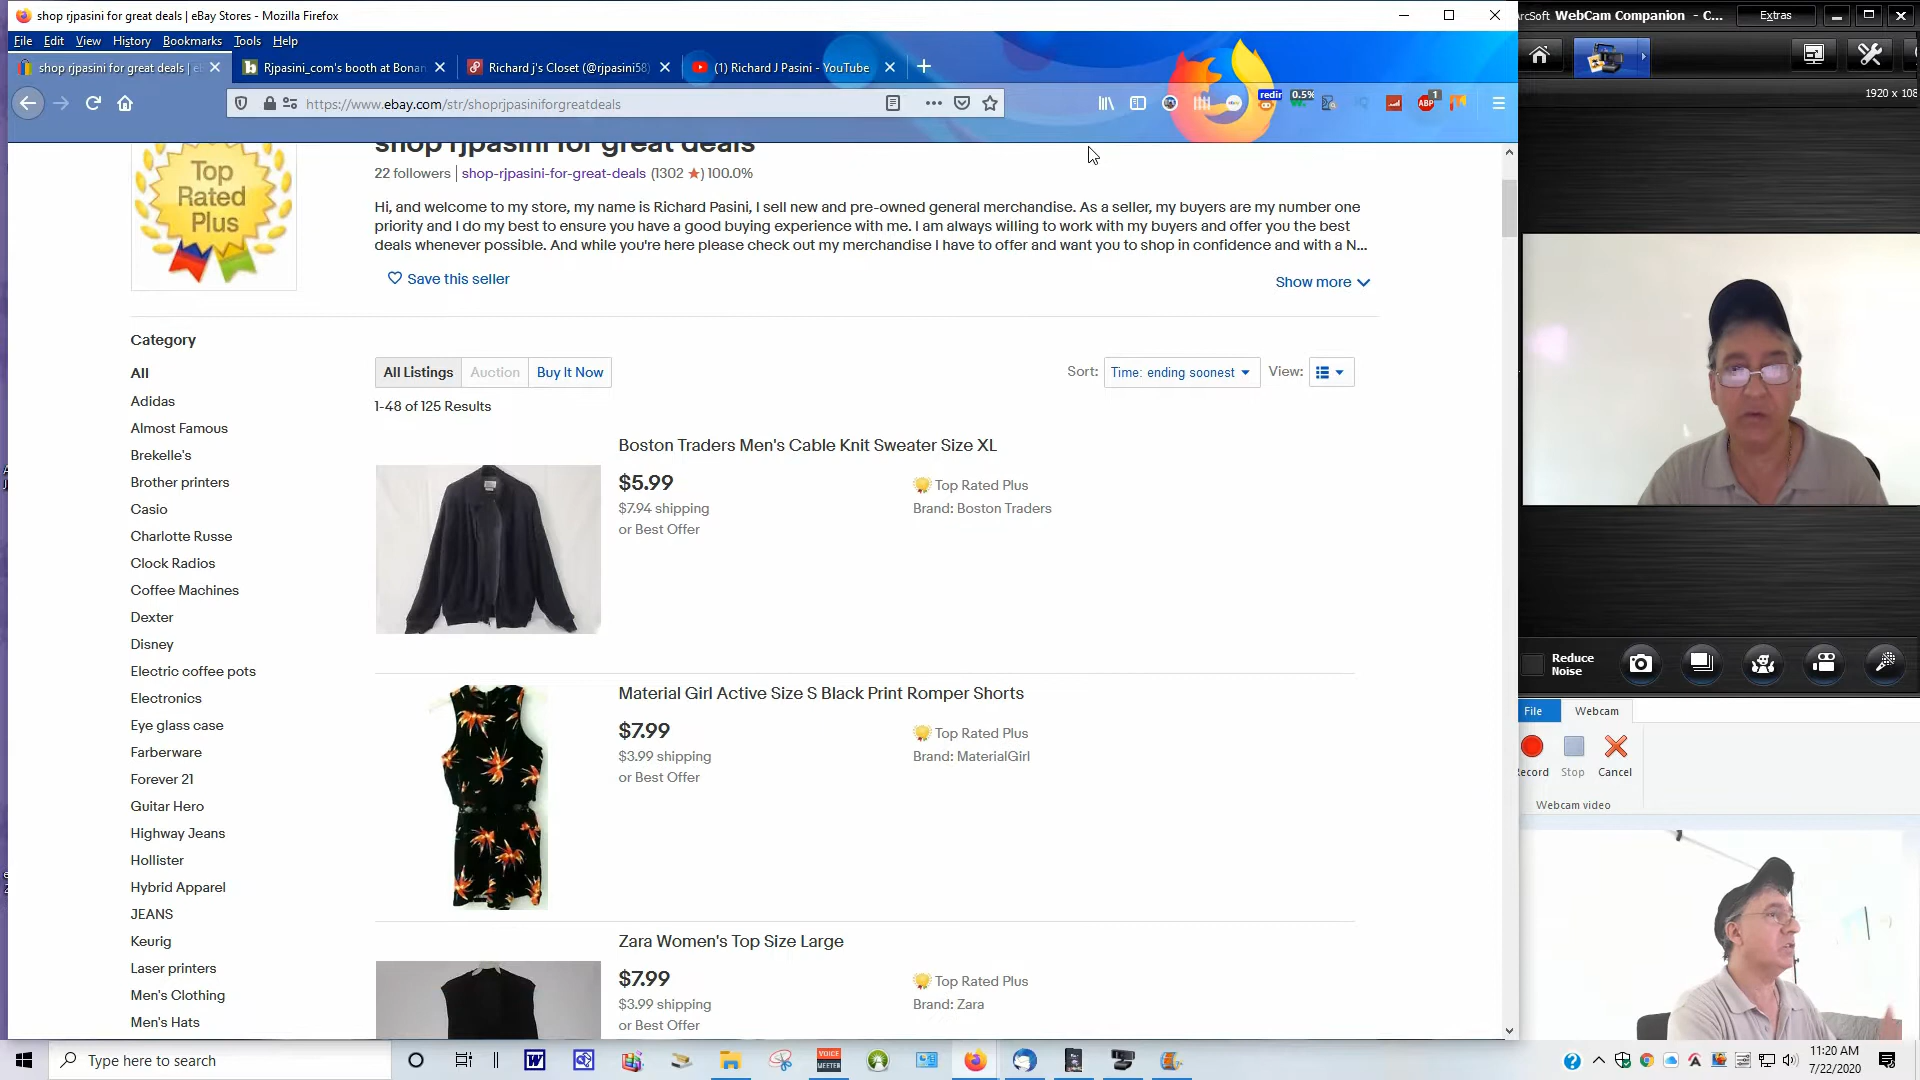 shop rjpasini for great deals | eBay Stores - Mozilla Firefox
File Edit View History Bookmarks Tools Help
shop rjpasini for great deals | e
Rjpasini_com's booth at Bonan
Richard j's Closet (@rjpasini58)
(1) Richard J Pasini - YouTube
https://www.ebay.com/str/shoprjpasiniforgreatdeals
redir
0.5%
ABP
1
shop rjpasini for great deals
22 followers | shop-rjpasini-for-great-deals (1302 ★) 100.0%
Top
Rated
Plus
Hi, and welcome to my store, my name is Richard Pasini, I sell new and pre-owned general merchandise. As a seller, my buyers are my number one
priority and I do my best to ensure you have a good buying experience with me. I am always willing to work with my buyers and offer you the best
deals whenever possible. And while you're here please check out my merchandise I have to offer and want you to shop in confidence and with a N...
Save this seller
Show more
Category
All
Adidas
Almost Famous
Brekelle's
Brother printers
Casio
Charlotte Russe
Clock Radios
Coffee Machines
Dexter
Disney
Electric coffee pots
Electronics
Eye glass case
Farberware
Forever 21
Guitar Hero
Highway Jeans
Hollister
Hybrid Apparel
JEANS
Keurig
Laser printers
Men's Clothing
Men's Hats
All Listings Auction Buy It Now
Sort: Time: ending soonest View:
1-48 of 125 Results
Boston Traders Men's Cable Knit Sweater Size XL
$5.99
$7.94 shipping
or Best Offer
Top Rated Plus
Brand: Boston Traders
Material Girl Active Size S Black Print Romper Shorts
$7.99
$3.99 shipping
or Best Offer
Top Rated Plus
Brand: MaterialGirl
Zara Women's Top Size Large
$7.99
$3.99 shipping
or Best Offer
Top Rated Plus
Brand: Zara
rcSoft WebCam Companion - C... Extras
1920 x 108
Reduce
Noise
File Webcam
ecord Stop Cancel
Webcam video
Type here to search
VOICE
MEETER
11:20 AM
7/22/2020